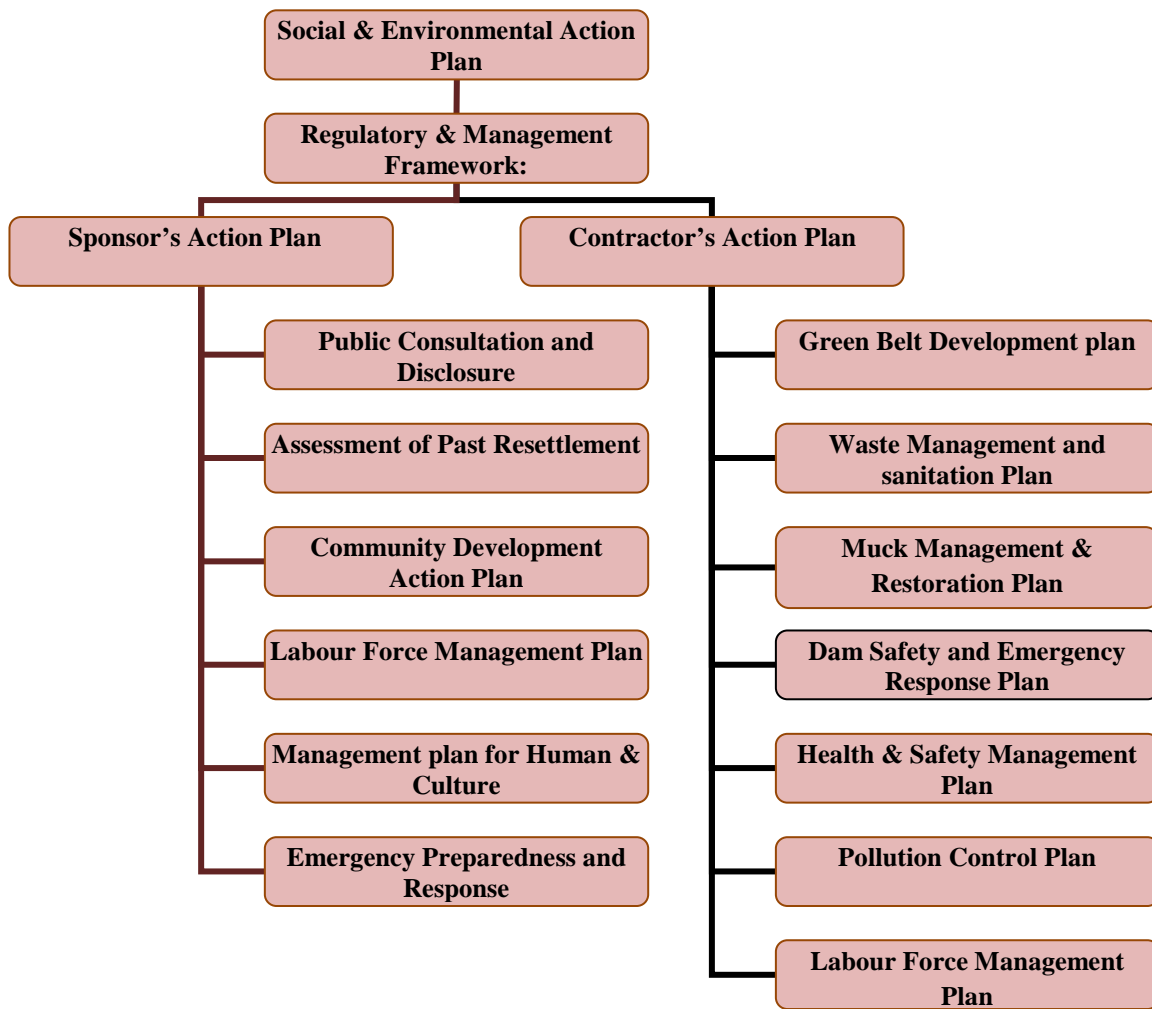 Social & Environmental Action
Plan
Regulatory & Management
Framework:
Sponsor’s Action Plan
Contractor’s Action Plan
Public Consultation and
Disclosure
Assessment of Past Resettlement
Community Development
Action Plan
Labour Force Management Plan
Management plan for Human &
Culture
Emergency Preparedness and
Response
Green Belt Development plan
Waste Management and
sanitation Plan
Muck Management &
Restoration Plan
Dam Safety and Emergency
Response Plan
Health & Safety Management
Plan
Pollution Control Plan
Labour Force Management
Plan